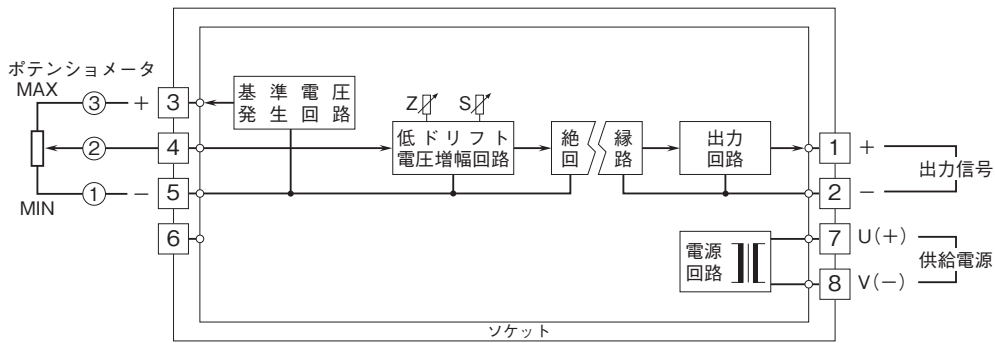 ポテンショメータ
MAX
③ +
②
① −
MIN
3
4
5
6
基準電圧
発生回路
Z
S
低ドリフト
電圧増幅回路
絶縁
回路
出力
回路
電源
回路
1 +
2 −
出力信号
7 U(+)
8 V(−)
供給電源
ソケット